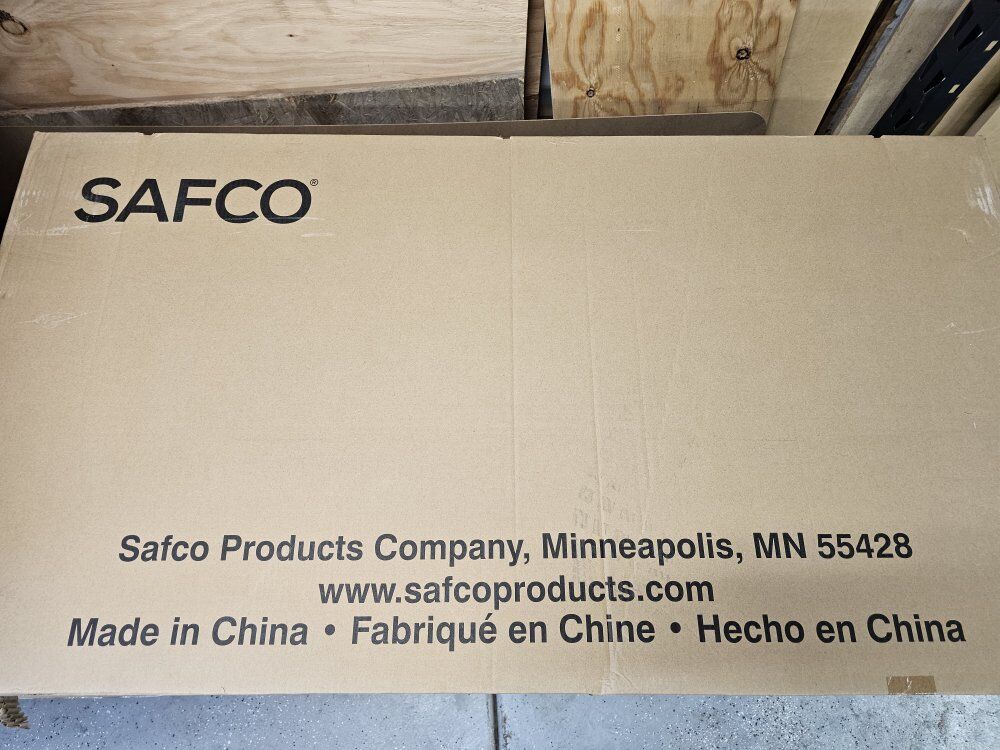 SAFCO®
Safco Products Company, Minneapolis, MN 55428
www.safcoproducts.com
Made in China • Fabriqué en Chine • Hecho en China